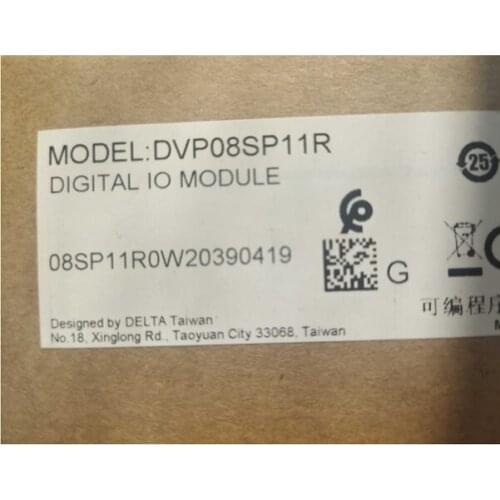 MODEL:DVP08SP11R
DIGITAL IO MODULE
25
08SP11R0W20390419
G
可编程序
Designed by DELTA Taiwan
No.18, Xinglong Rd., Taoyuan City 33068, Taiwan